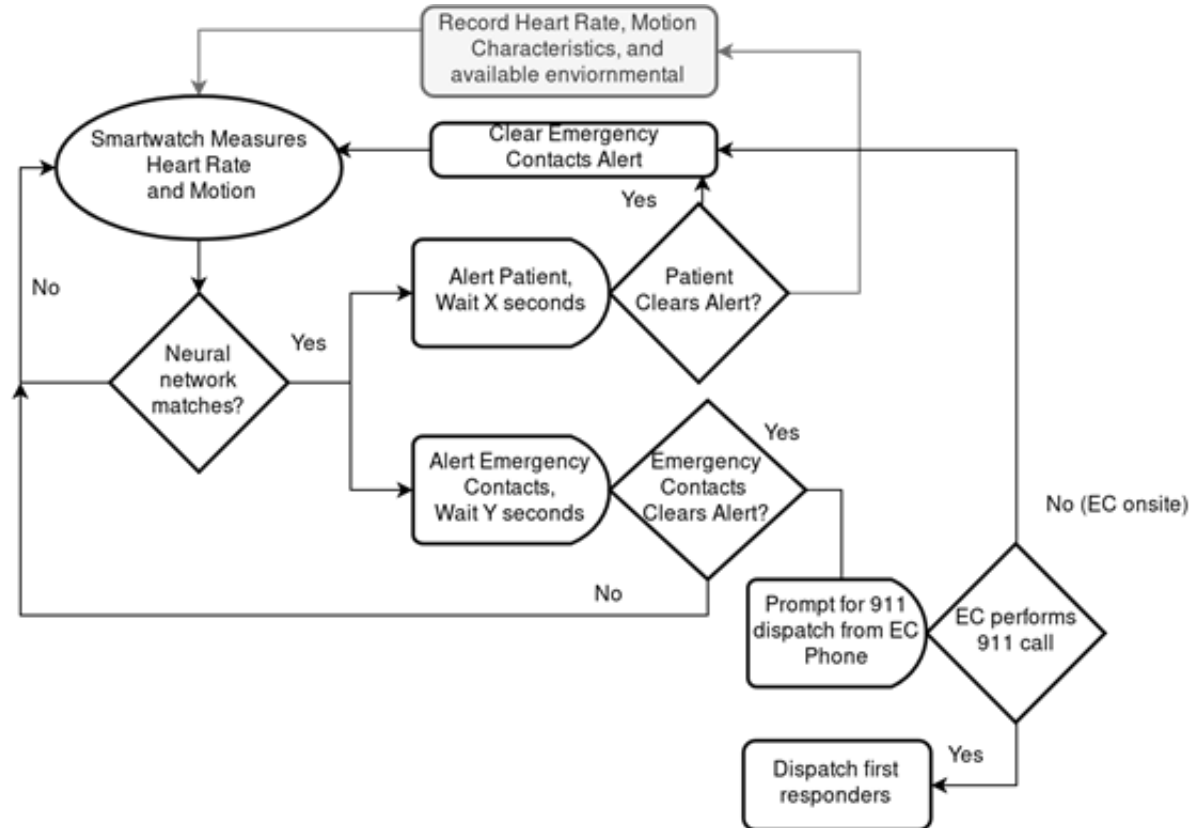 Record Heart Rate, Motion
Characteristics, and
available enviornmental
Clear Emergency
Contacts Alert
Smartwatch Measures
Heart Rate
and Motion
Yes
Alert Patient,
Wait X seconds
Patient
Clears Alert?
No
Yes
Neural
network
matches?
Yes
Alert Emergency
Contacts,
Wait Y seconds
Emergency
Contacts
Clears Alert?
No (EC onsite)
No
Prompt for 911
dispatch from EC
Phone
EC performs
911 call
Yes
Dispatch first
responders